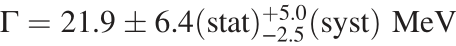 Γ = 21.9 ± 6.4(stat)$^{+5.0}_{-2.5}$(syst) MeV